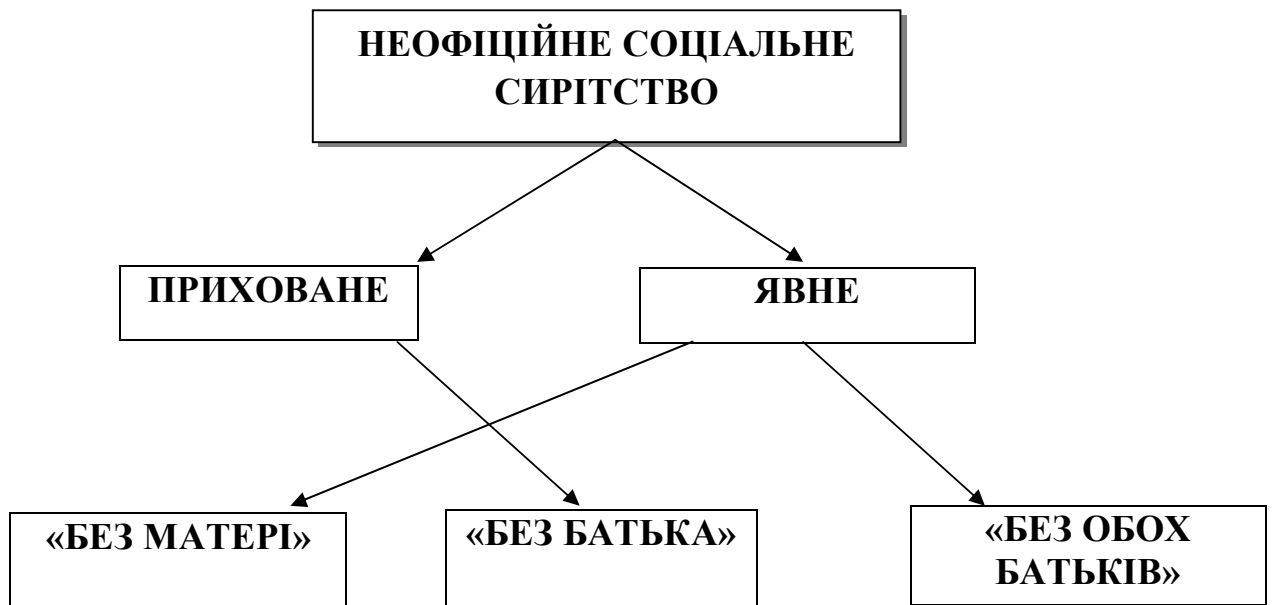 НЕОФІЦІЙНЕ СОЦІАЛЬНЕ
СИРІТСТВО
ПРИХОВАНЕ
ЯВНЕ
«БЕЗ МАТЕРІ»
«БЕЗ БАТЬКА»
«БЕЗ ОБОХ
БАТЬКІВ»